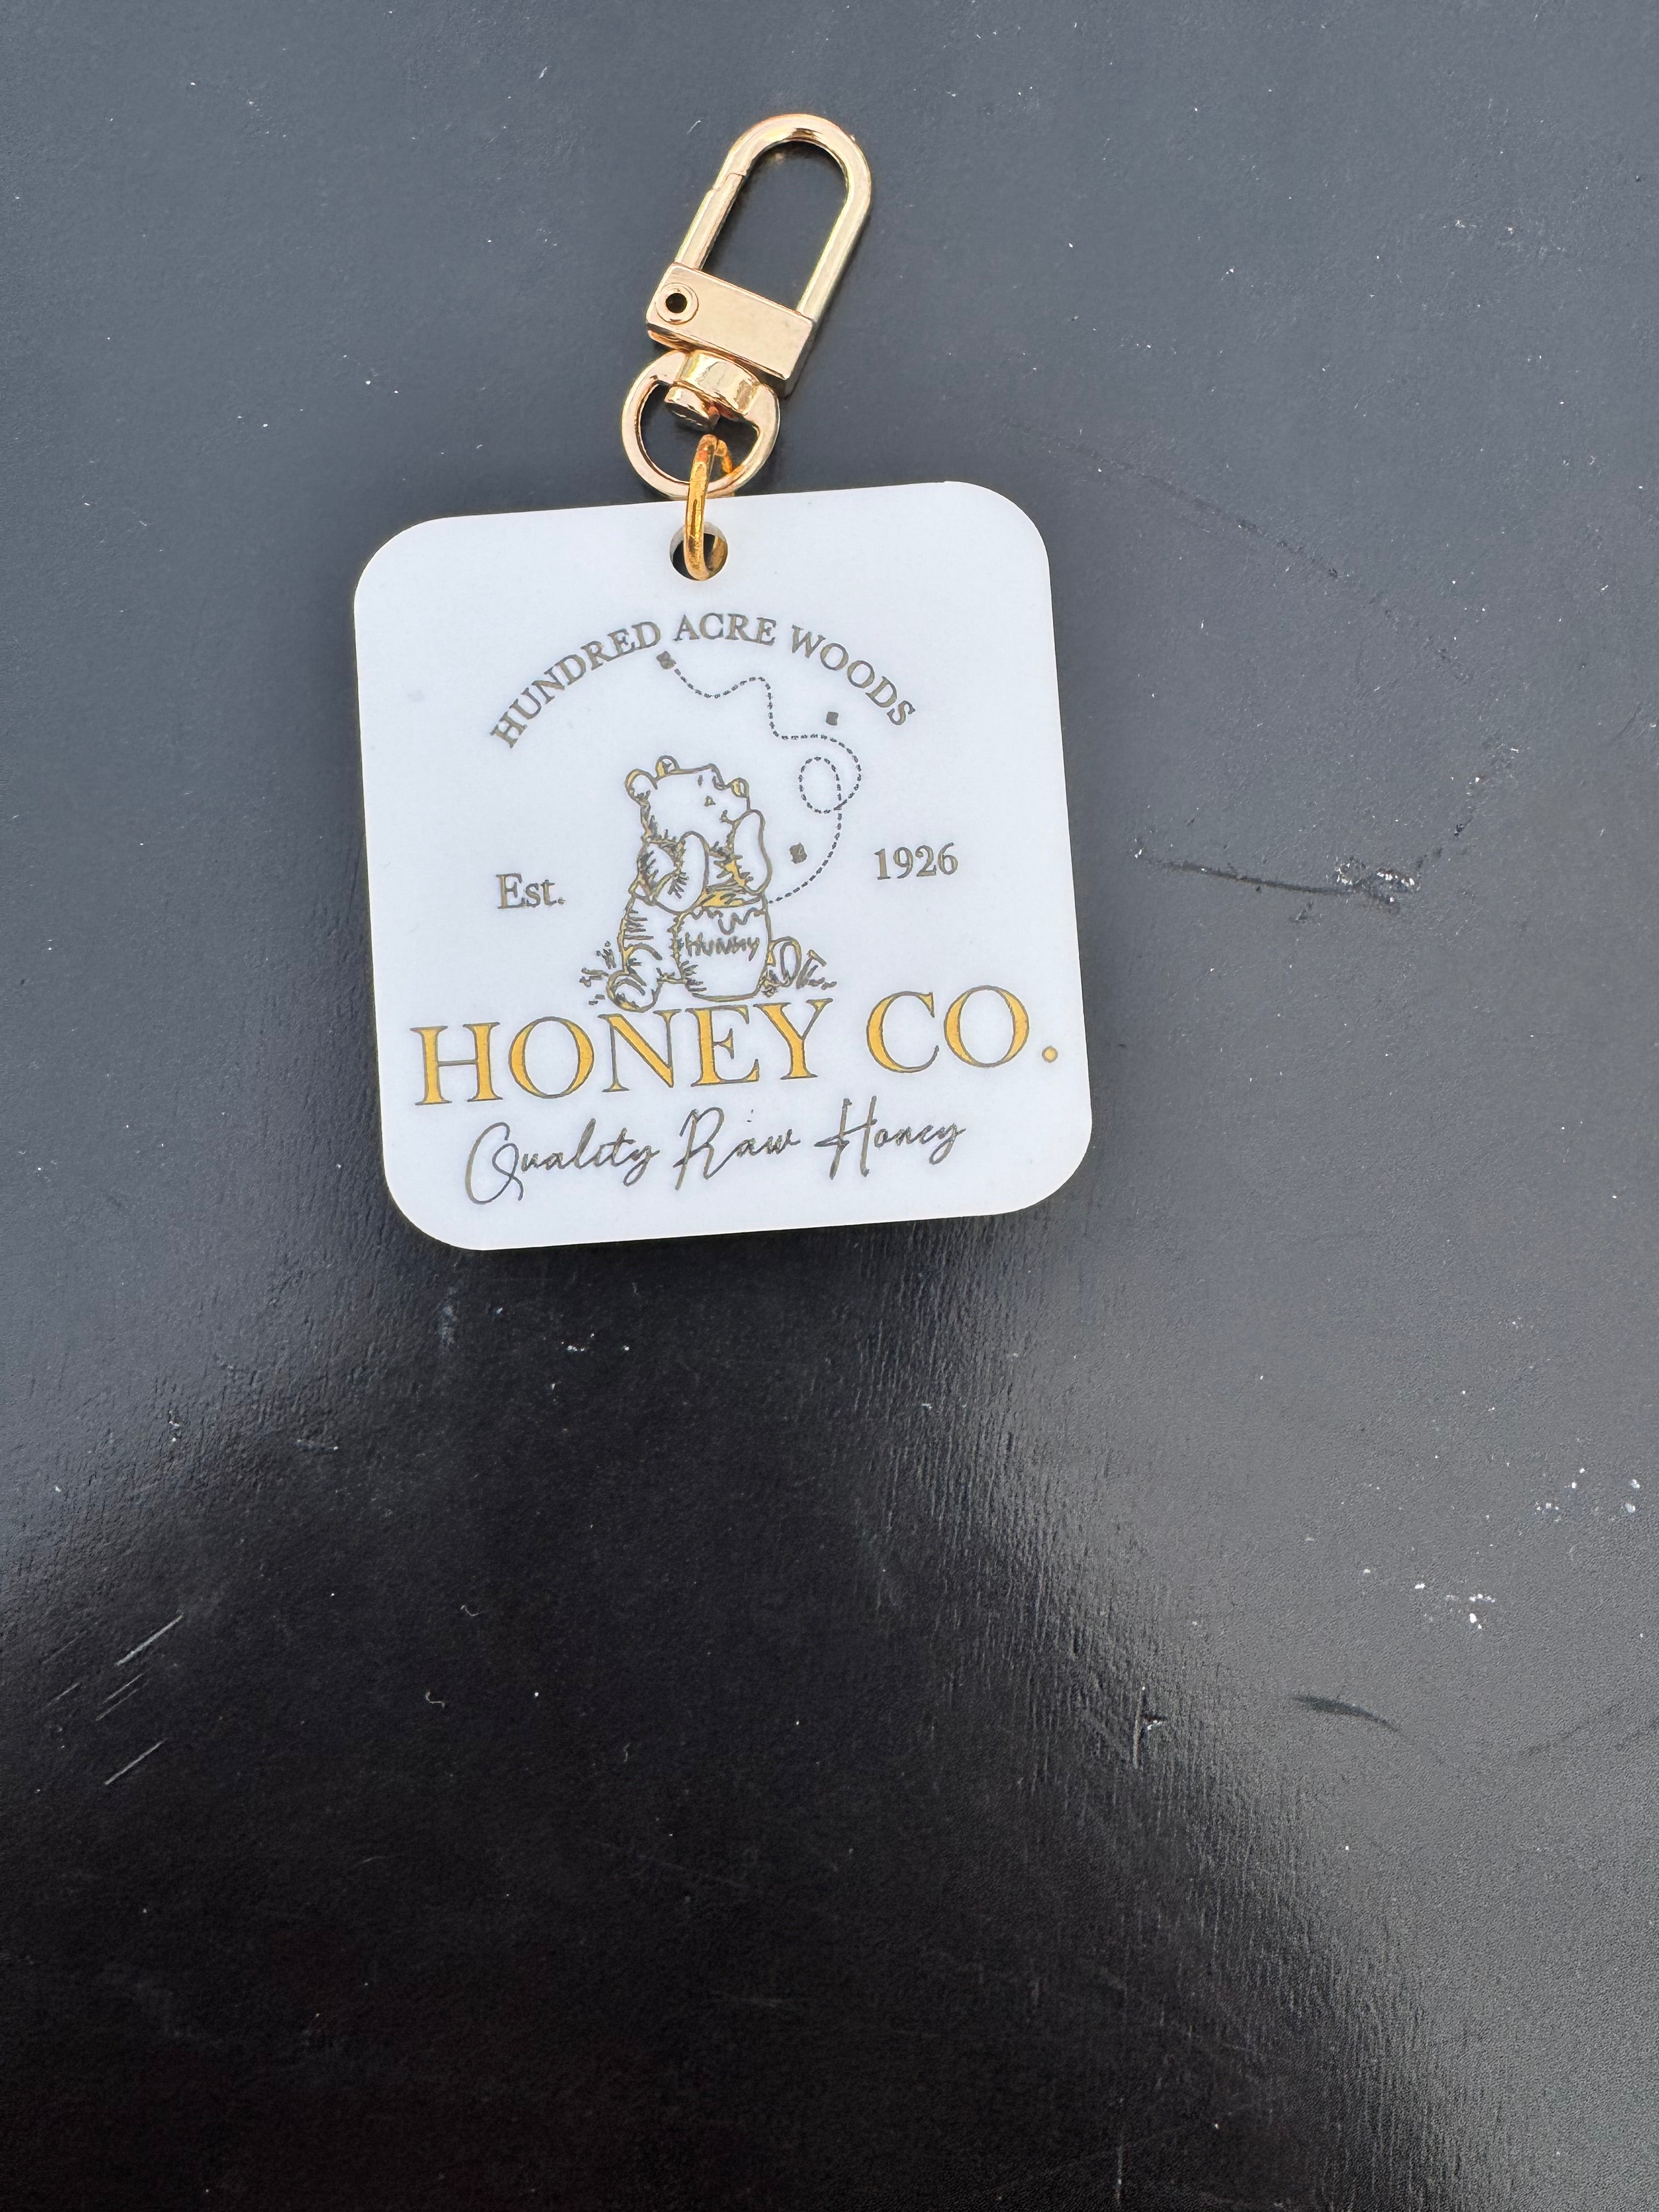 HUNDRED ACRE WOODS
Est. 1926
Hunny
HONEY CO.
Quality Raw Honey